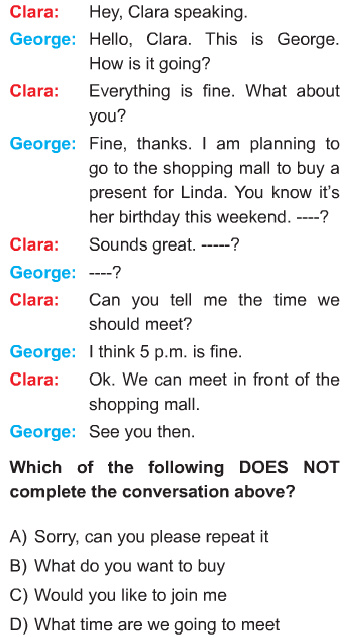 Clara: Hey, Clara speaking.
George: Hello, Clara. This is George.
How is it going?
Clara: Everything is fine. What about
you?
George: Fine, thanks. I am planning to
go to the shopping mall to buy a
present for Linda. You know it's
her birthday this weekend. ----?
Clara: Sounds great. -----?
George: ----?
Clara: Can you tell me the time we
should meet?
George: I think 5 p.m. is fine.
Clara: Ok. We can meet in front of the
shopping mall.
George: See you then.
Which of the following DOES NOT
complete the conversation above?
A) Sorry, can you please repeat it
B) What do you want to buy
C) Would you like to join me
D) What time are we going to meet